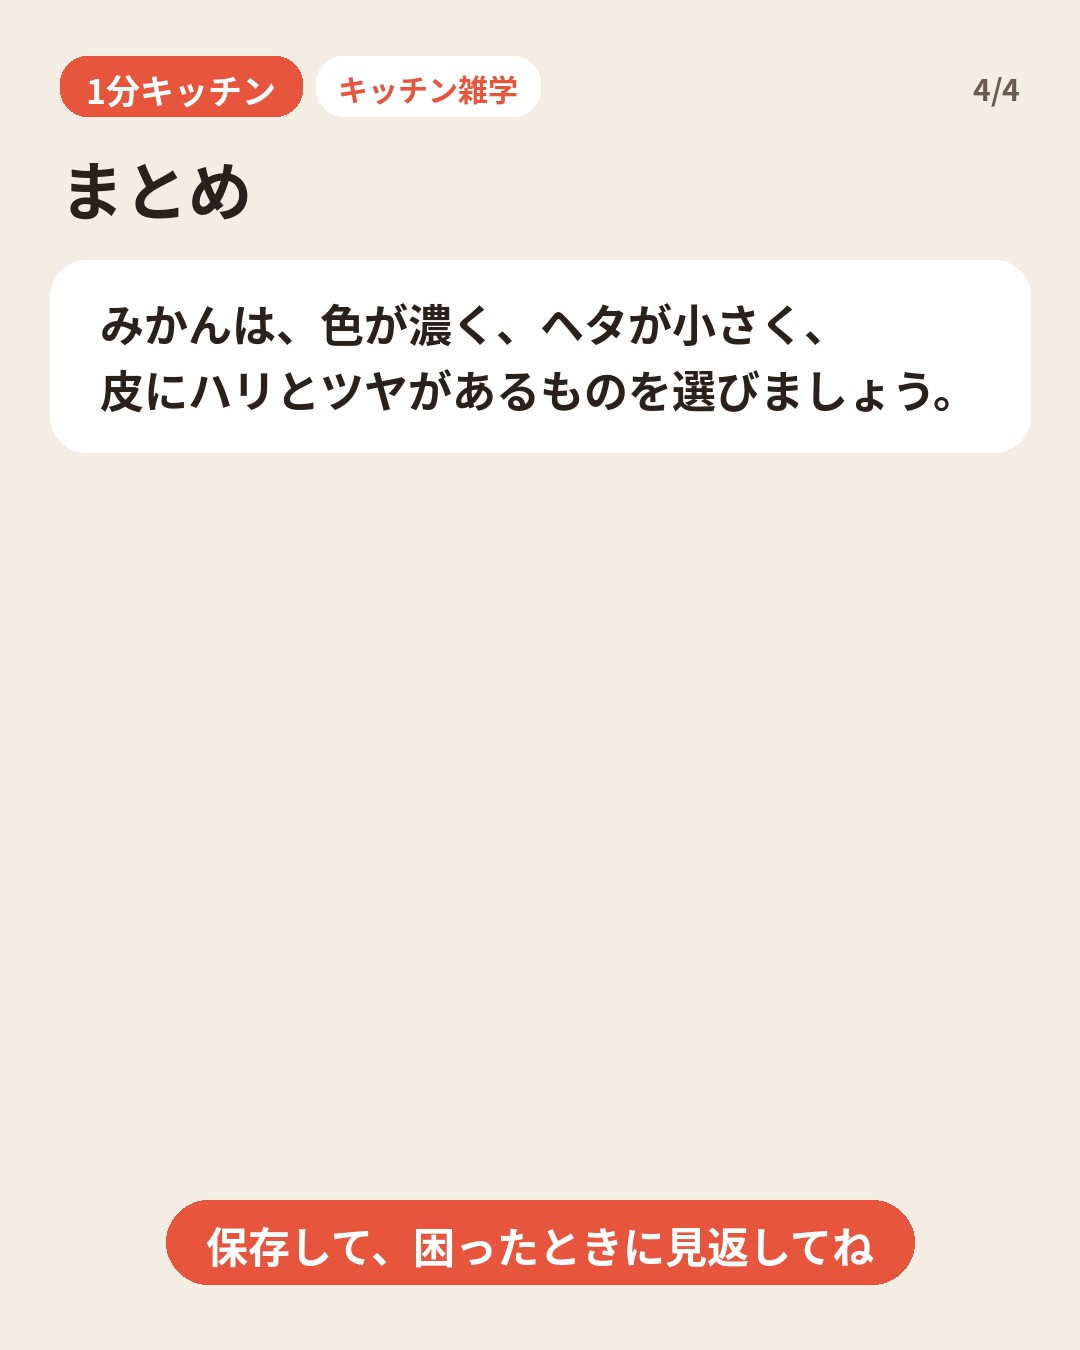 1分キッチン
キッチン雑学
4/4
まとめ
みかんは、色が濃く、ヘタが小さく、
皮にハリとツヤがあるものを選びましょう。
保存して、困ったときに見返してね